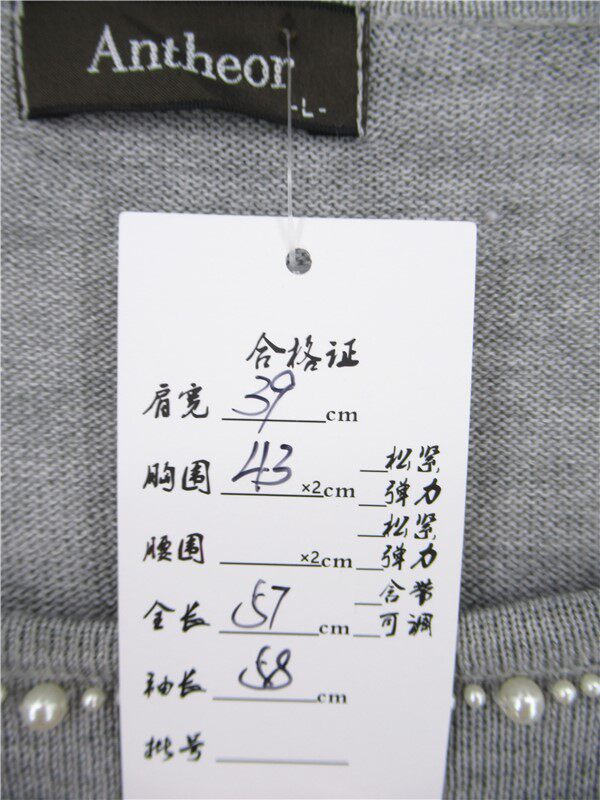 Antheor
-L-
合格证
肩宽 39 cm
胸围 43 ×2cm 松紧
弹力
腰围 ×2cm 松紧
弹力
全长 57 cm 含带
可调
袖长 58 cm
批号